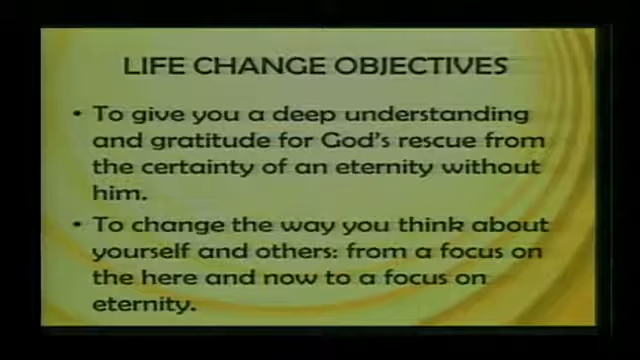 LIFE CHANGE OBJECTIVES
• To give you a deep understanding
and gratitude for God's rescue from
the certainty of an eternity without
him.
• To change the way you think about
yourself and others: from a focus on
the here and now to a focus on
eternity.